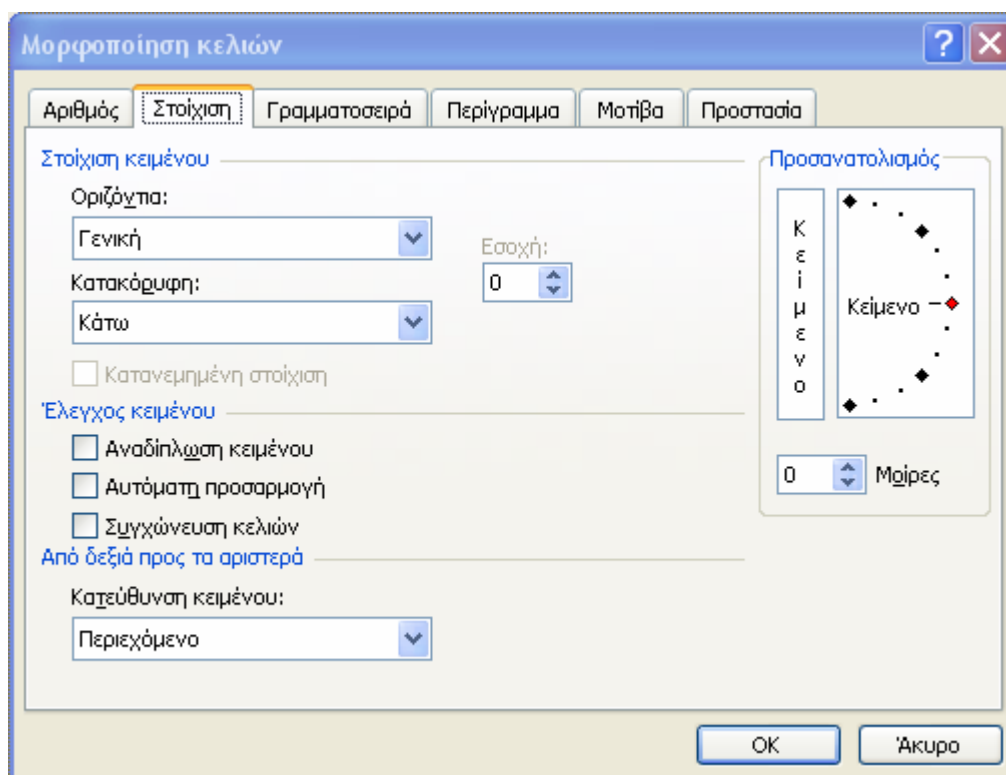 Μορφοποίηση κελιών
Αριθμός Στοίχιση Γραμματοσειρά Περίγραμμα Μοτίβα Προστασία
Στοίχιση κειμένου
Οριζόντια:
Γενική
Εσοχή:
0
Κατακόρυφη:
Κάτω
Κατανεμημένη στοίχιση
Έλεγχος κειμένου
Αναδίπλωση κειμένου
Αυτόματη προσαρμογή
Συγχώνευση κελιών
Από δεξιά προς τα αριστερά
Κατεύθυνση κειμένου:
Περιεχόμενο
Προσανατολισμός
Κείμενο
Κείμενο
0 Μοίρες
OK Άκυρο